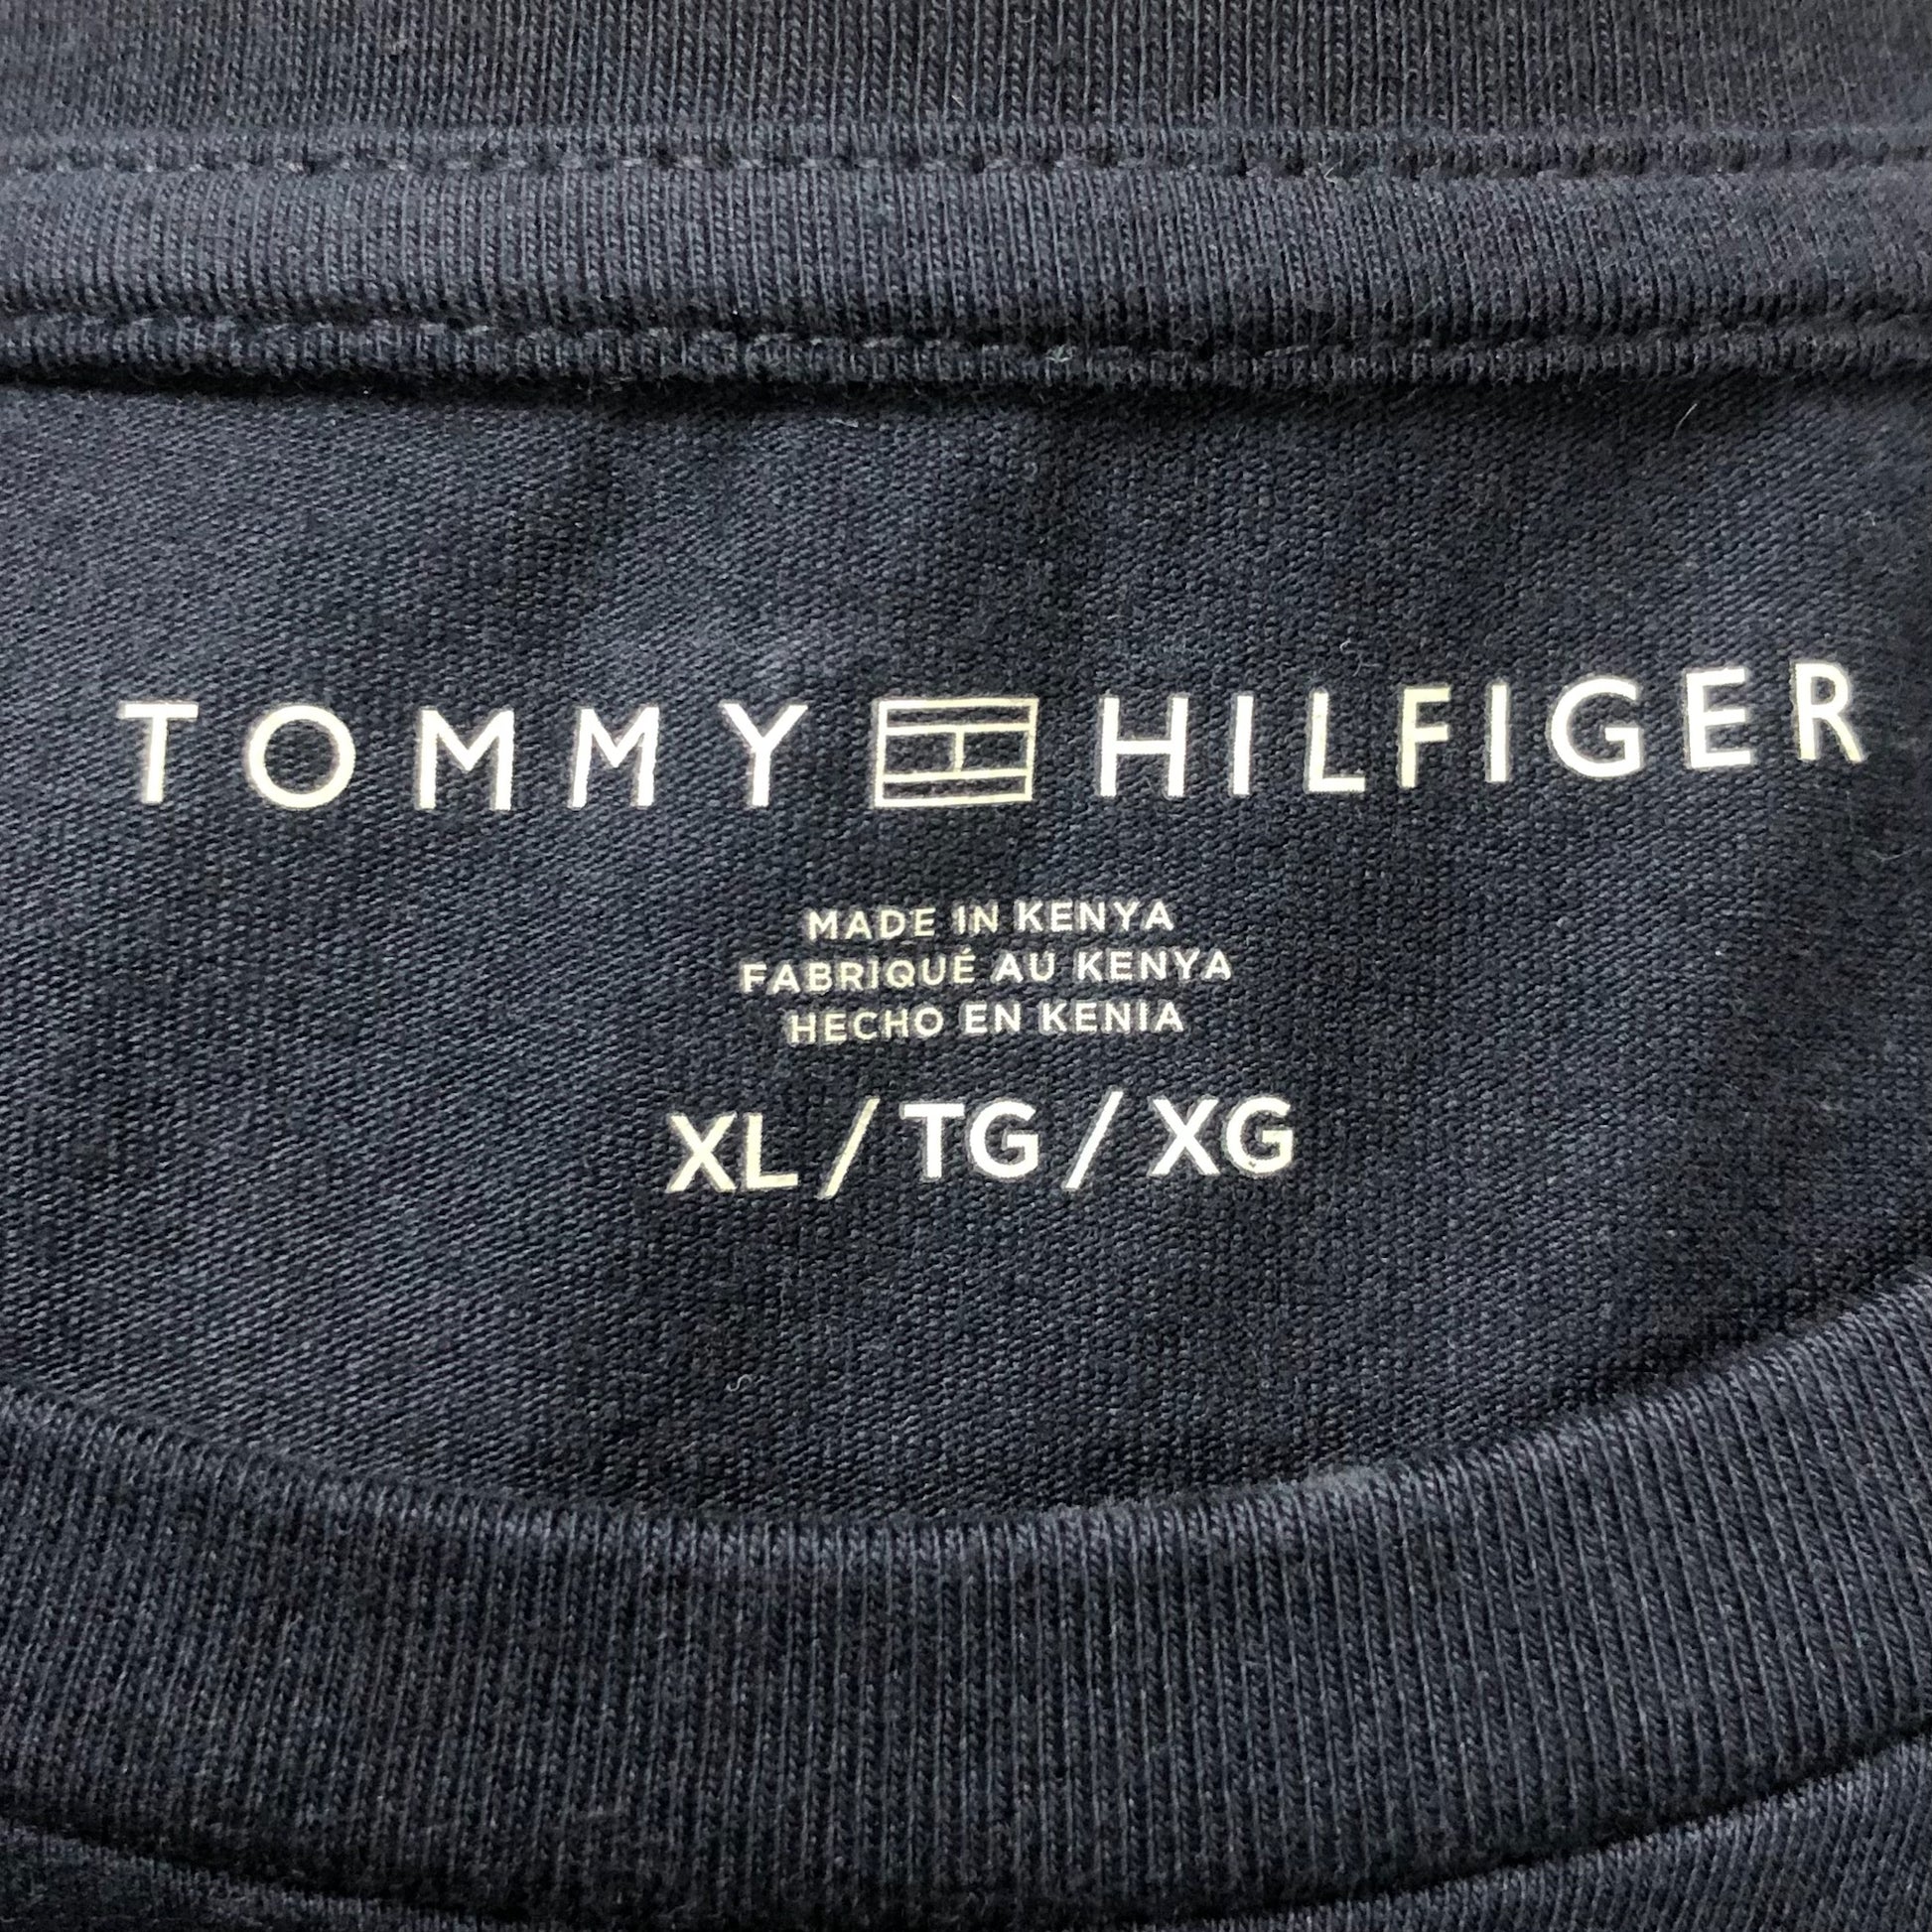 TOMMY HILFIGER
MADE IN KENYA
FABRIQUÉ AU KENYA
HECHO EN KENIA
XL / TG / XG